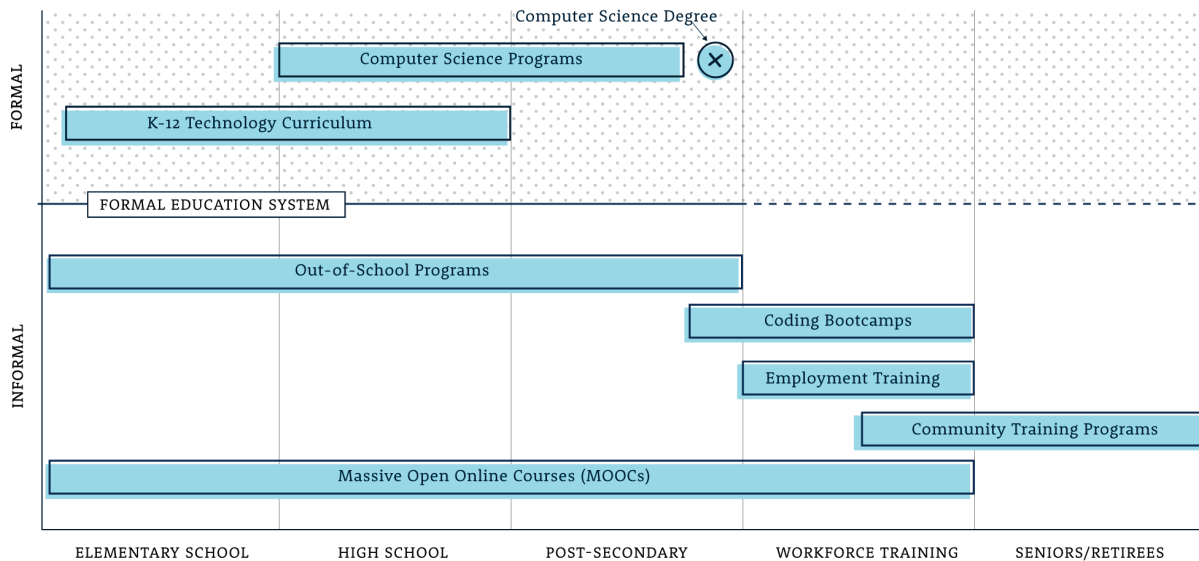 Computer Science Degree
Computer Science Programs
FORMAL
K-12 Technology Curriculum
FORMAL EDUCATION SYSTEM
Out-of-School Programs
Coding Bootcamps
INFORMAL
Employment Training
Community Training Programs
Massive Open Online Courses (MOOCs)
ELEMENTARY SCHOOL
HIGH SCHOOL
POST-SECONDARY
WORKFORCE TRAINING
SENIORS/RETIREES